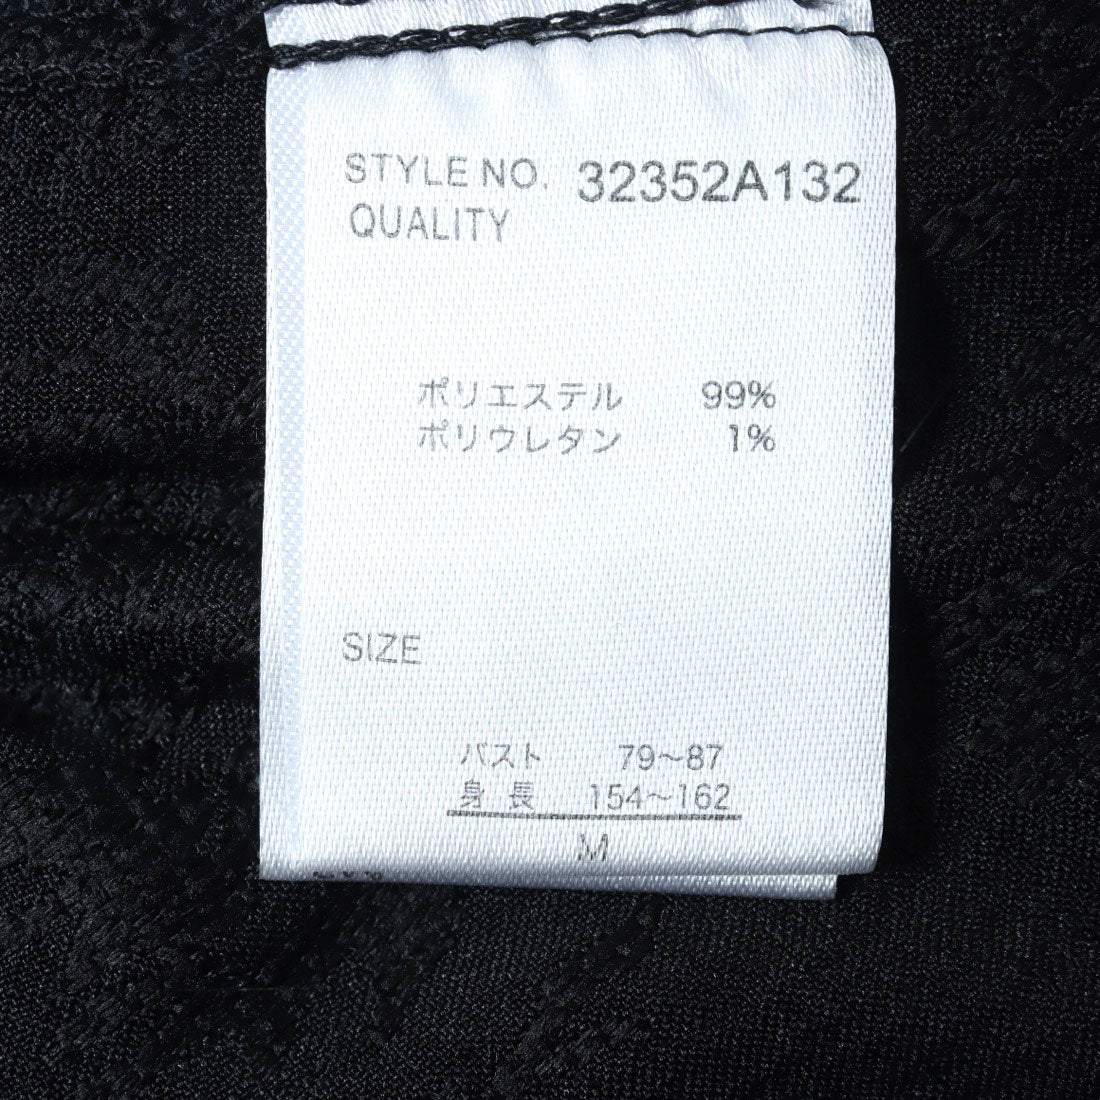 STYLE NO. 32352A132
QUALITY
ポリエステル 99%
ポリウレタン 1%
SIZE
バスト 79～87
身長 154～162
M